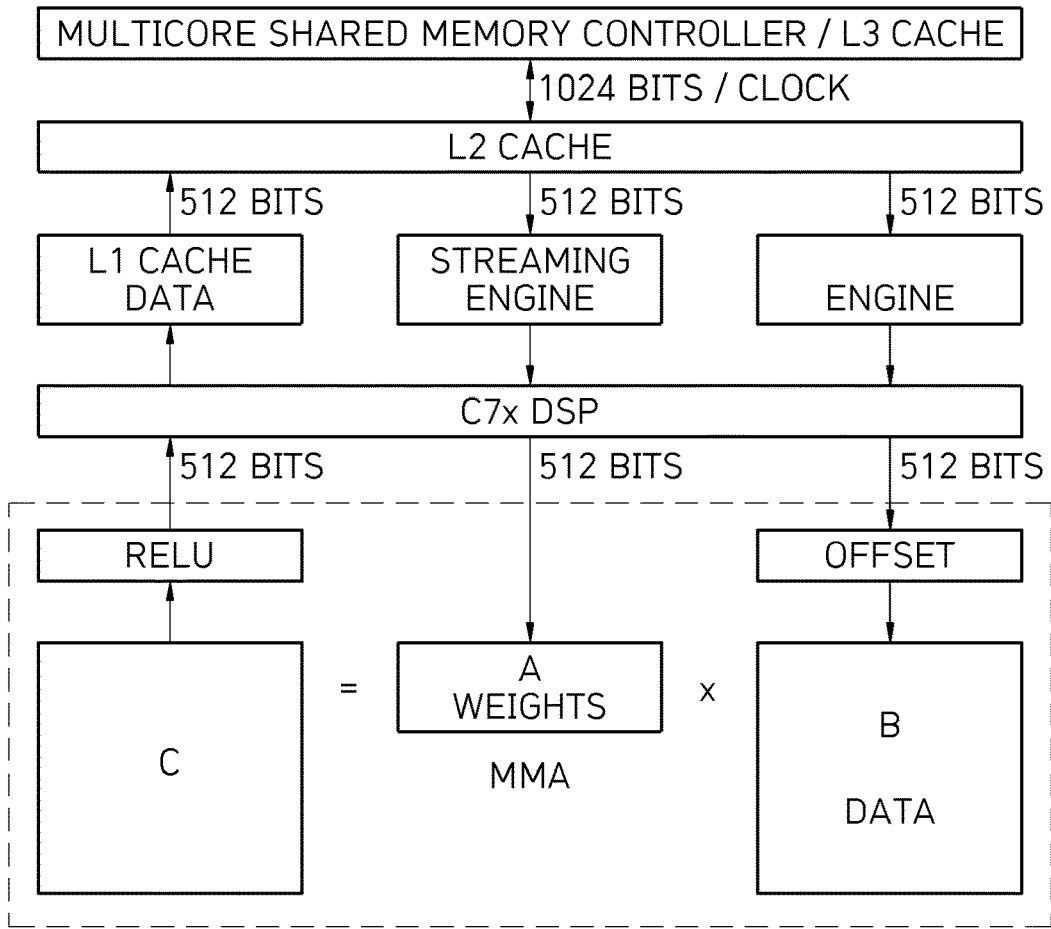 MULTICORE SHARED MEMORY CONTROLLER / L3 CACHE
1024 BITS / CLOCK
L2 CACHE
512 BITS
512 BITS
512 BITS
L1 CACHE
DATA
STREAMING
ENGINE
ENGINE
C7x DSP
512 BITS
512 BITS
512 BITS
RELU
OFFSET
C
=
A
WEIGHTS
x
B
DATA
MMA